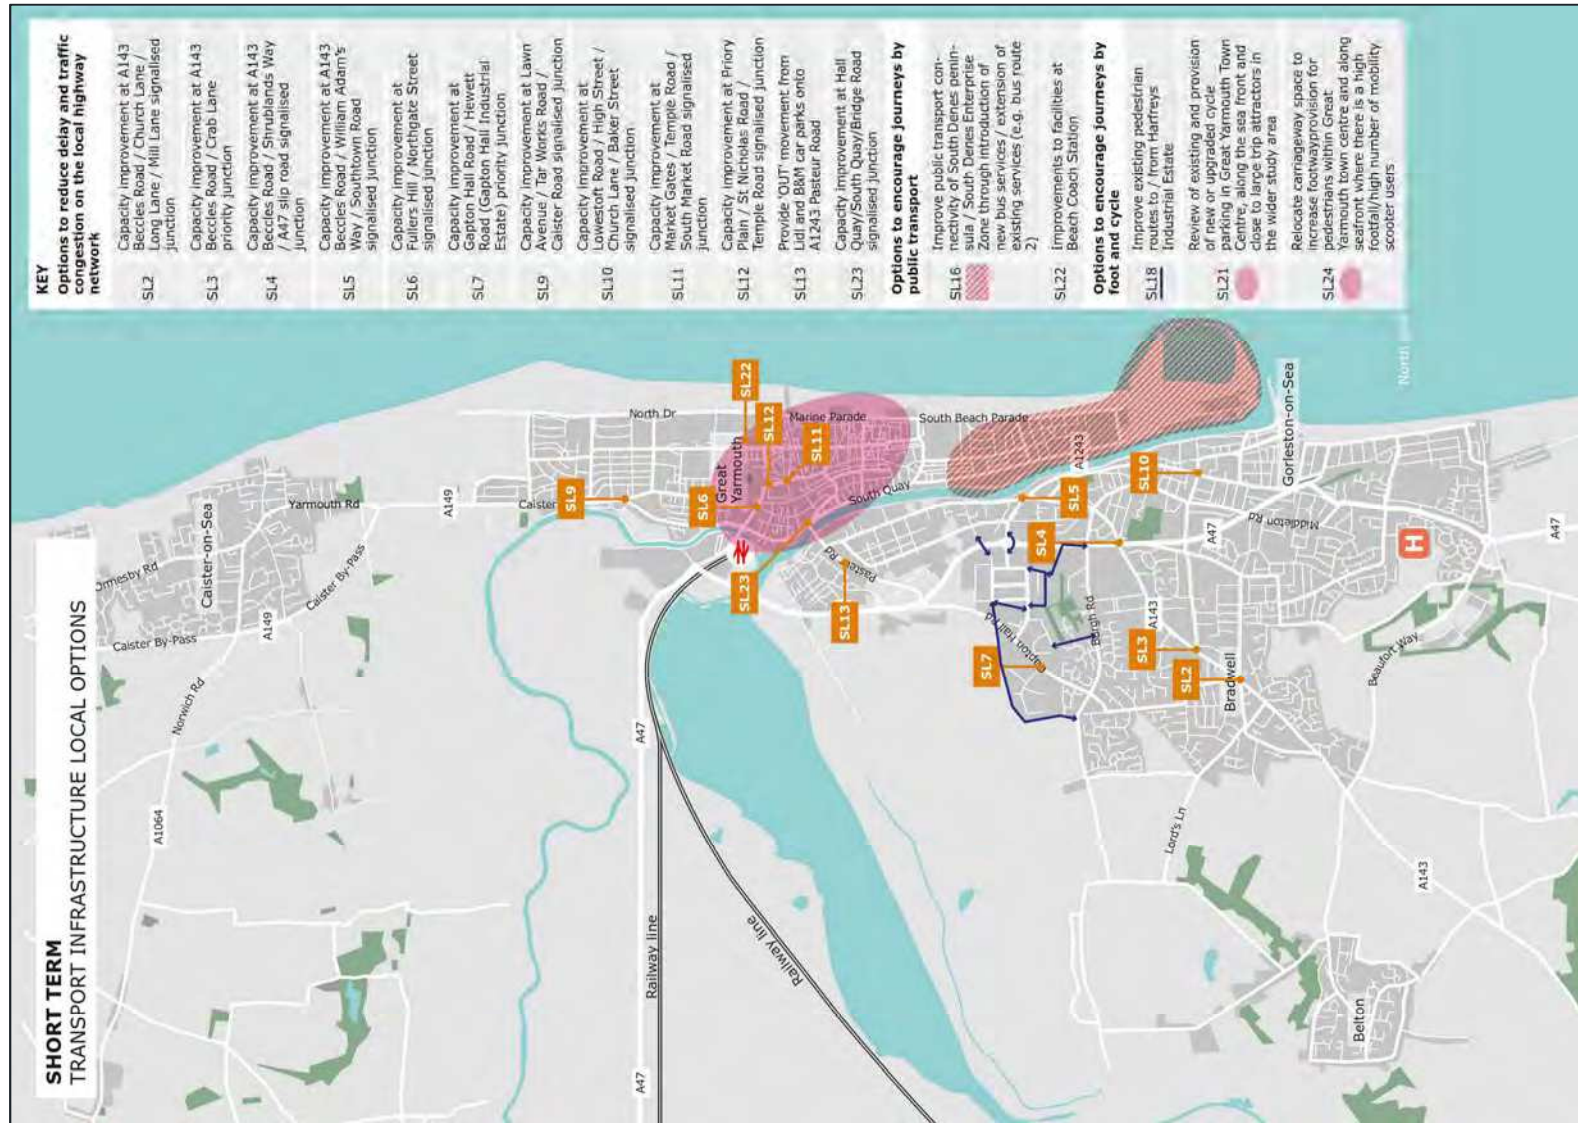 SHORT TERM
TRANSPORT INFRASTRUCTURE LOCAL OPTIONS
KEY
Options to reduce delay and traffic
congestion on the local highway
network
SL2
Capacity improvement at A143
Beccles Road / Church Lane /
Long Lane / Mill Lane signalised
junction
SL3
Capacity improvement at A143
Beccles Road / Crab Lane
priority junction
SL4
Capacity improvement at A143
Beccles Road / Shrublands Way
/ A47 slip road signalised
junction
SL5
Capacity improvement at A143
Beccles Road / William Adam's
Way / Southtown Road
signalised junction
SL6
Capacity improvement at
Fullers Hill / Northgate Street
signalised junction
SL7
Capacity improvement at
Gapton Hall Road / Hewett
Road (Gapton Hall Industrial
Estate) priority junction
SL9
Capacity improvement at Lawn
Avenue / Tar Works Road /
Caister Road signalised junction
SL10
Capacity improvement at
Lowestoft Road / High Street /
Church Lane / Baker Street
signalised junction
SL11
Capacity improvement at
Market Gates / Temple Road /
South Market Road signalised
junction
SL12
Capacity improvement at Priory
Plain / St Nicholas Road /
Temple Road signalised junction
SL13
Provide 'OUT' movement from
Lidl and B&M car parks onto
A1243 Pasteur Road
SL23
Capacity improvement at Hall
Quay/South Quay/Bridge Road
signalised junction
Options to encourage journeys by
public transport
SL16
Improve public transport con-
nectivity of South Denes penin-
sula / South Denes Enterprise
Zone through introduction of
new bus services / extension of
existing services (e.g. bus route
2)
SL22
Improvements to facilities at
Beach Coach Station
Options to encourage journeys by
foot and cycle
SL18
Improve existing pedestrian
routes to / from Harfreys
Industrial Estate
SL21
Review of existing and provision
of new or upgraded cycle
parking in Great Yarmouth Town
Centre, along the sea front and
close to large trip attractors in
the wider study area
SL24
Relocate carriageway space to
increase footwayprovision for
pedestrians within Great
Yarmouth town centre and along
seafront where there is a high
footfall/high number of mobility
scooter users
Ormesby Rd
Caister-on-Sea
Yarmouth Rd
Caister By-Pass
Caister By-Pass
A149
A149
Norwich Rd
A1064
Caister
SL9
North Dr
SL22
SL12
SL11
SL6
Great
Yarmouth
Marine Parade
South Beach Parade
South Quay
SL23
SL13
A47
A47
Railway line
Railway line
A1243
SL5
SL10
SL4
Gorleston-on-Sea
Middleton Rd
A47
A47
H
Burgh Rd
SL7
SL3
SL2
A143
Bradwell
Beaufort Way
Lord's Ln
A143
Belton
North